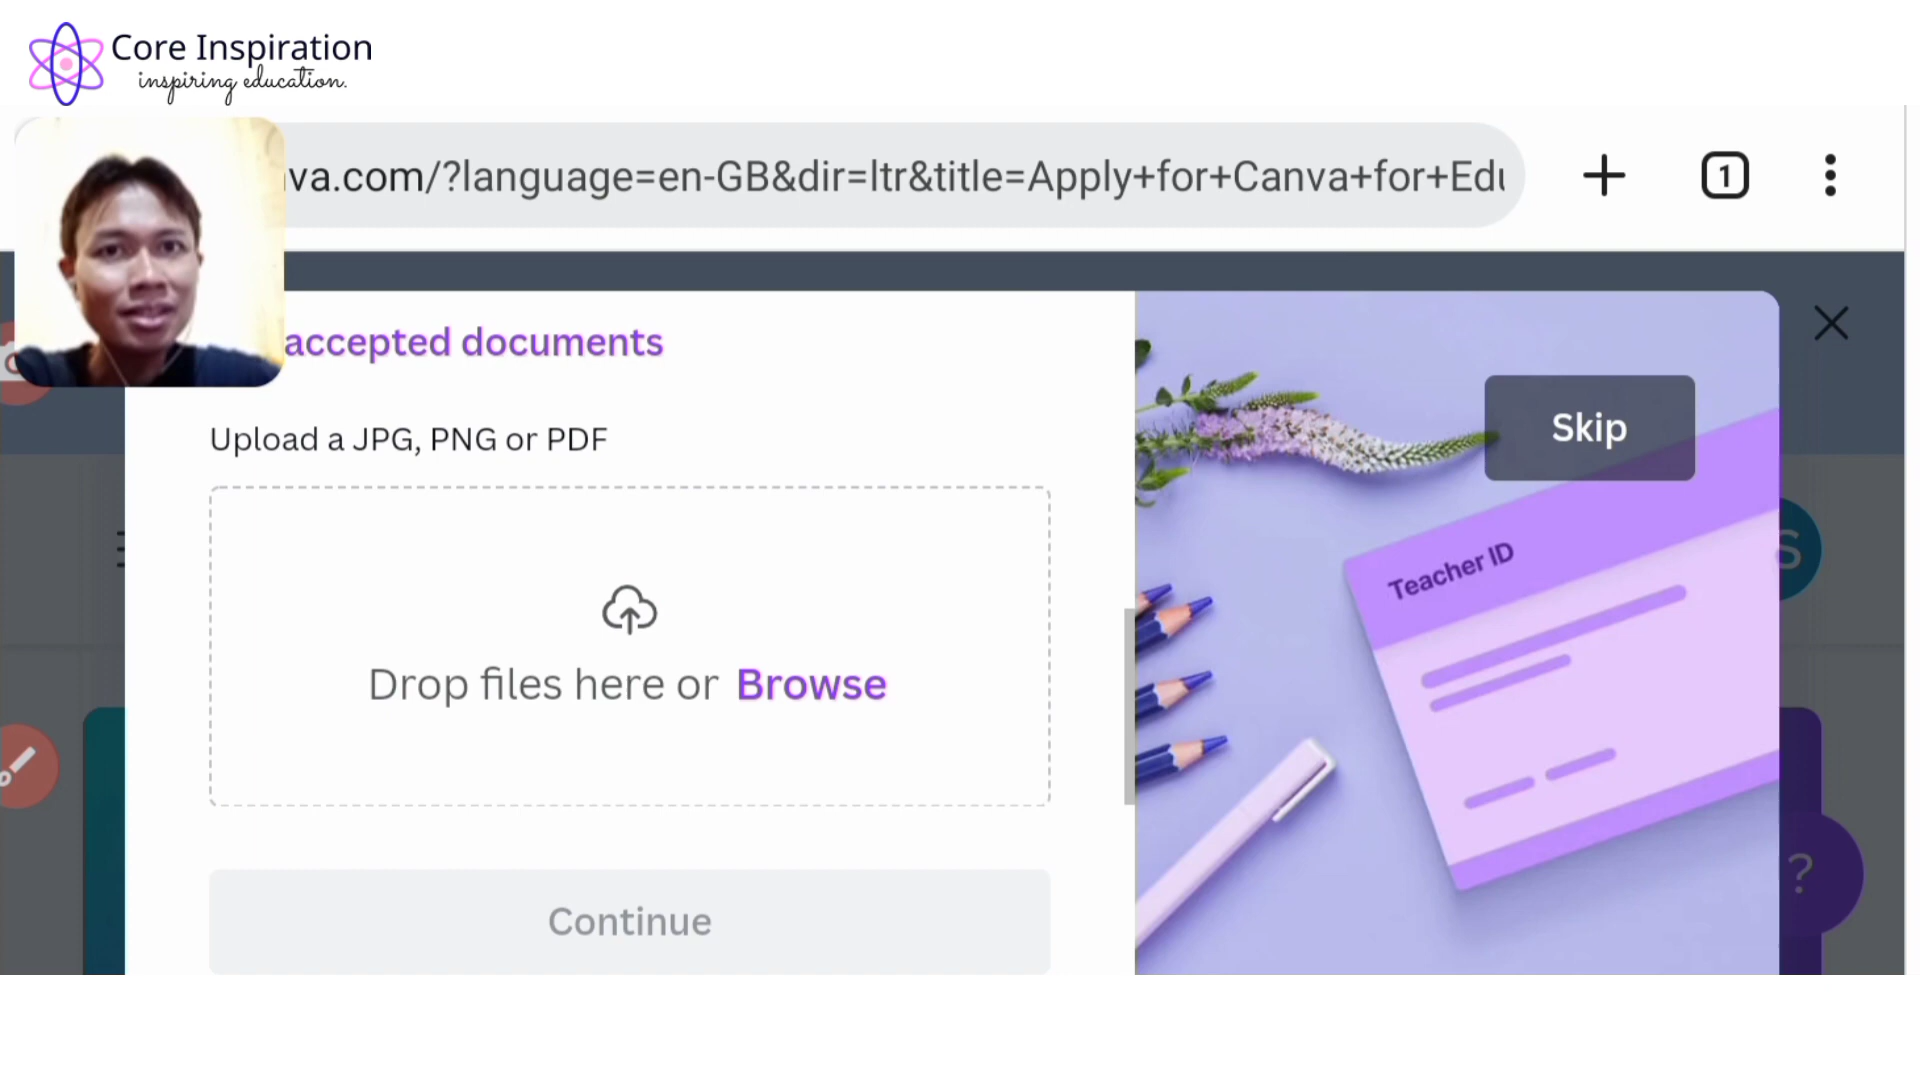 Core Inspiration
inspiring education.
va.com/?language=en-GB&dir=ltr&title=Apply+for+Canva+for+Edu
1
accepted documents
Skip
Upload a JPG, PNG or PDF
Teacher ID
S
Drop files here or Browse
?
Continue